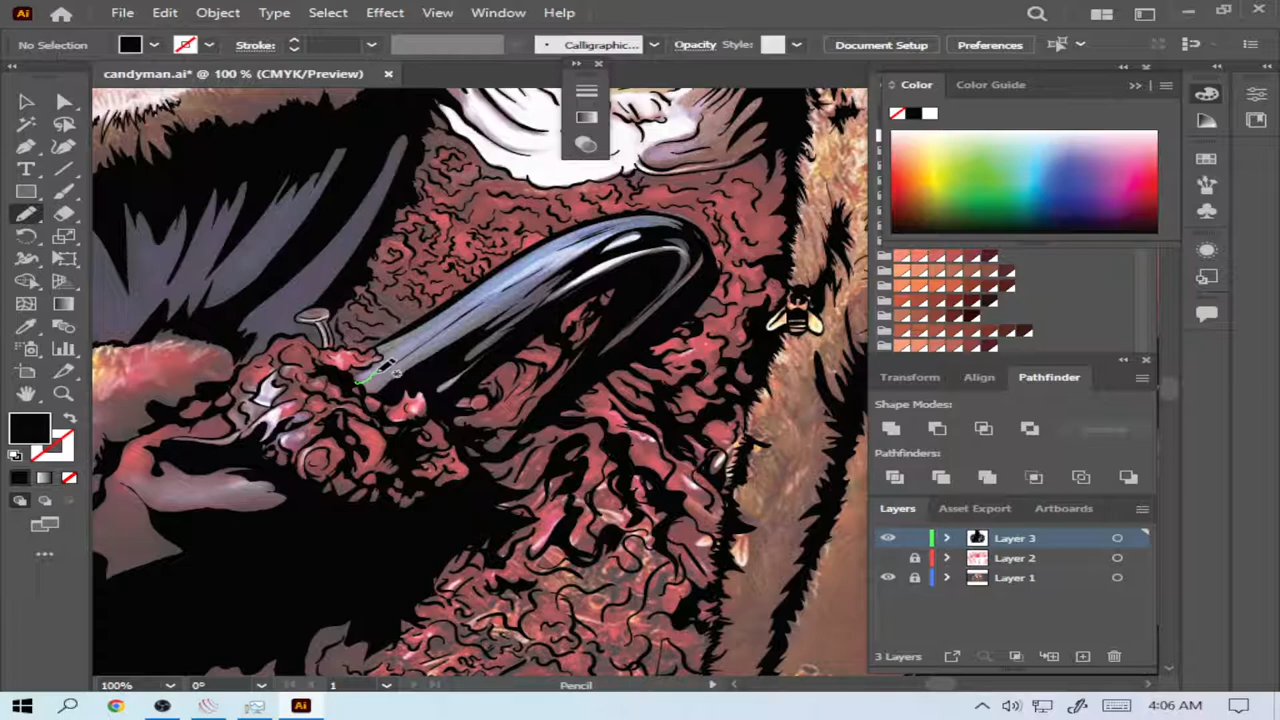 Ai File Edit Object Type Select Effect View Window Help
No Selection Stroke: Calligraphic... Opacity Style: Document Setup Preferences
candyman.ai* @ 100 % (CMYK/Preview)
Color Color Guide
Transform Align Pathfinder
Shape Modes:
Pathfinders:
Layers Asset Export Artboards
Layer 3
Layer 2
Layer 1
3 Layers
100% 0° 1 Pencil
Ai 4:06 AM